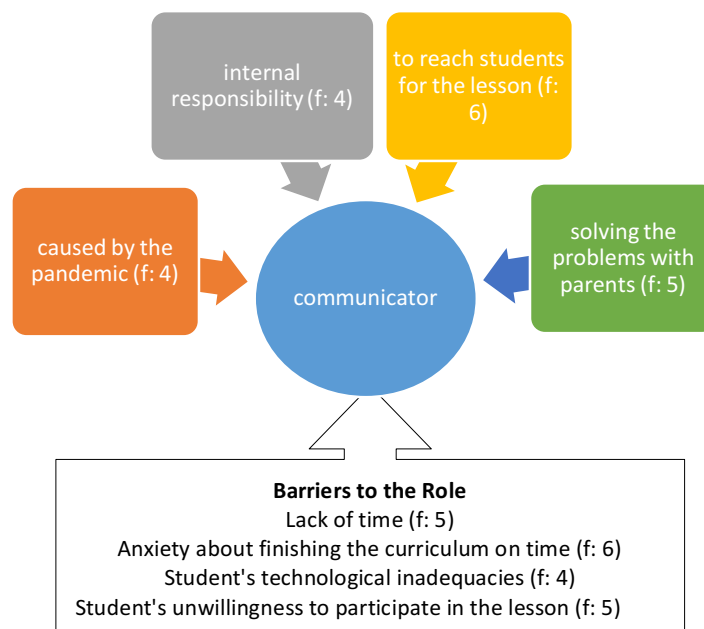 internal
responsibility (f: 4)
to reach students
for the lesson (f:
6)
caused by the
pandemic (f: 4)
communicator
solving the
problems with
parents (f: 5)
Barriers to the Role
Lack of time (f: 5)
Anxiety about finishing the curriculum on time (f: 6)
Student's technological inadequacies (f: 4)
Student's unwillingness to participate in the lesson (f: 5)